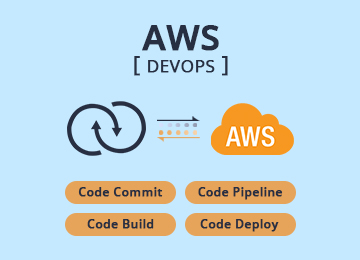 AWS
[ DEVOPS ]
AWS
Code Commit
Code Pipeline
Code Build
Code Deploy